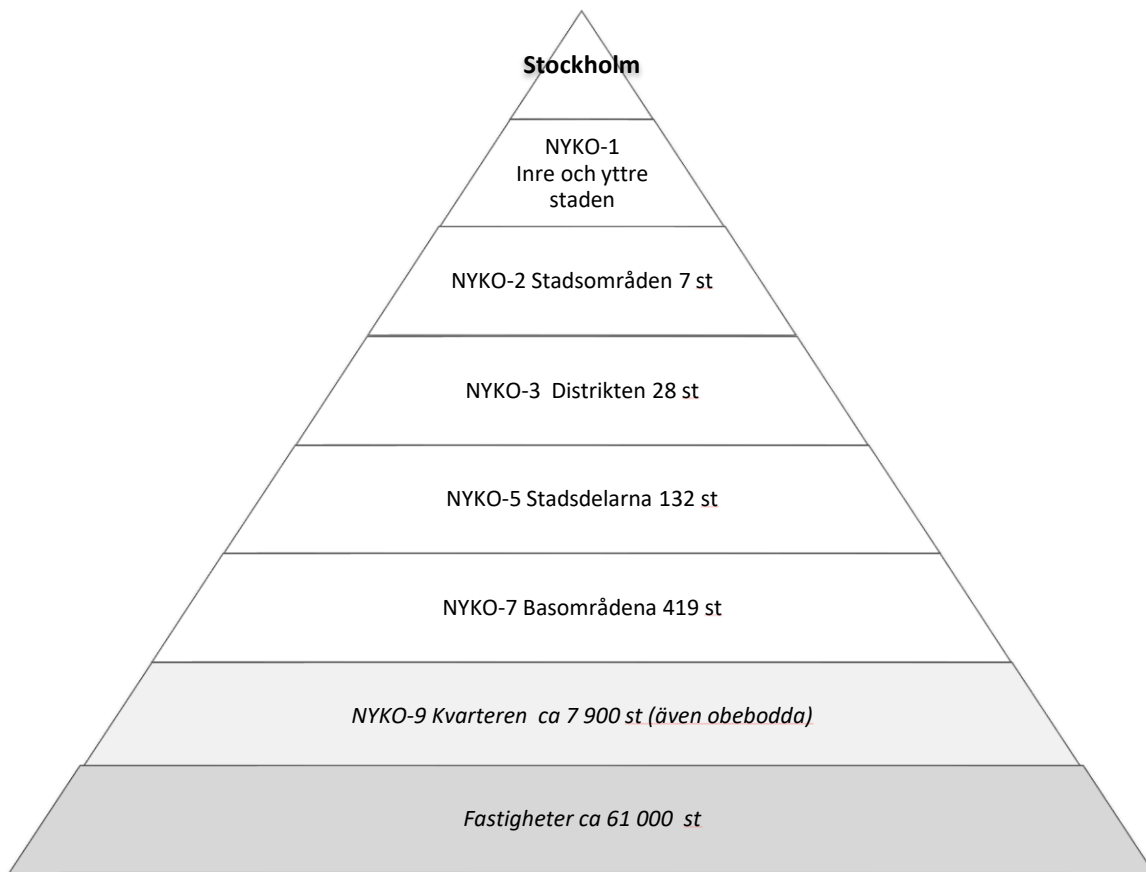 Stockholm
NYKO-1
Inre och yttre
staden
NYKO-2 Stadsområden 7 st
NYKO-3  Distrikten 28 st
NYKO-5 Stadsdelarna 132 st
NYKO-7 Basområdena 419 st
NYKO-9 Kvarteren  ca 7 900 st (även obebodda)
Fastigheter ca 61 000  st